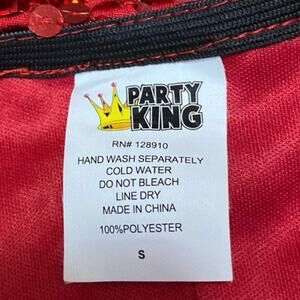 PARTY
KING
RN# 128910
HAND WASH SEPARATELY
COLD WATER
DO NOT BLEACH
LINE DRY
MADE IN CHINA
100%POLYESTER
S